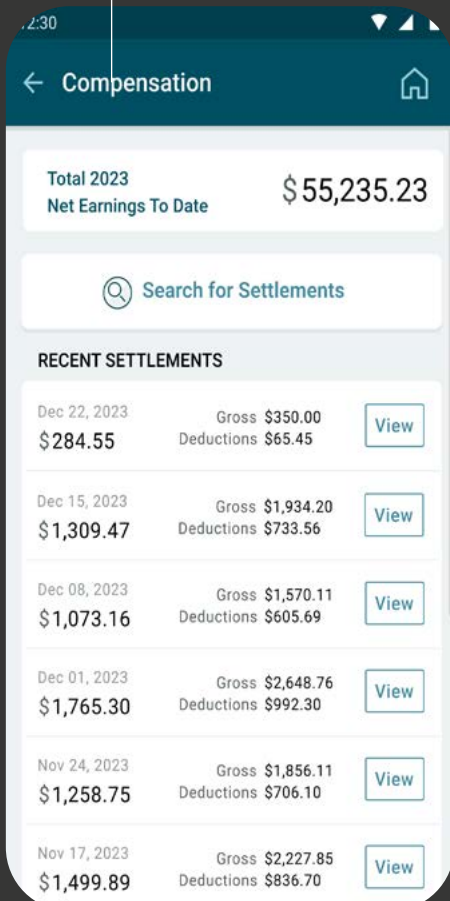 12:30
Compensation
Total 2023
Net Earnings To Date
$55,235.23
Search for Settlements
RECENT SETTLEMENTS
Dec 22, 2023
$284.55
Gross $350.00
Deductions $65.45
View
Dec 15, 2023
$1,309.47
Gross $1,934.20
Deductions $733.56
View
Dec 08, 2023
$1,073.16
Gross $1,570.11
Deductions $605.69
View
Dec 01, 2023
$1,765.30
Gross $2,648.76
Deductions $992.30
View
Nov 24, 2023
$1,258.75
Gross $1,856.11
Deductions $706.10
View
Nov 17, 2023
$1,499.89
Gross $2,227.85
Deductions $836.70
View